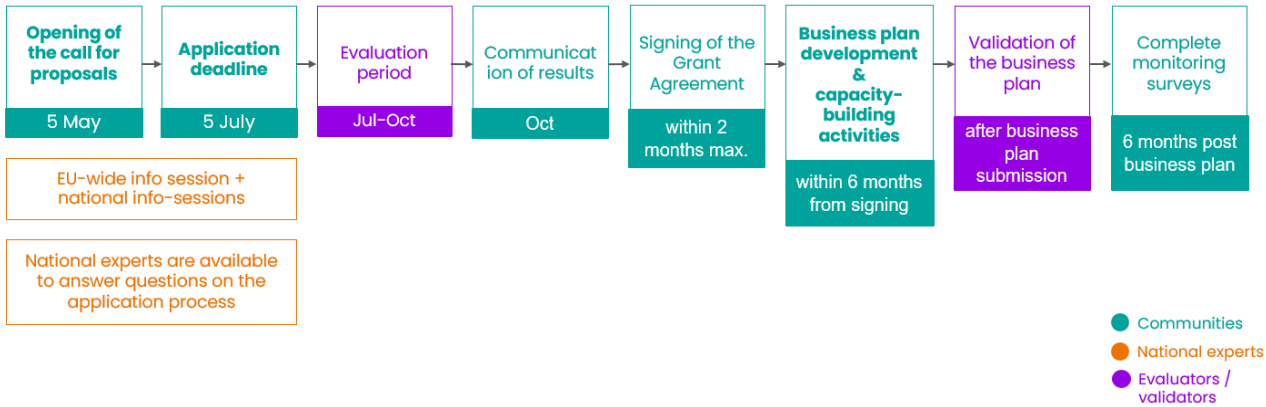 Opening of
the call for
proposals
5 May
Application
deadline
5 July
Evaluation
period
Jul-Oct
Communicat
ion of results
Oct
Signing of the
Grant
Agreement
within 2
months max.
Business plan
development
&
capacity-
building
activities
within 6 months
from signing
Validation of
the business
plan
after business
plan
submission
Complete
monitoring
surveys
6 months post
business plan
EU-wide info session +
national info-sessions
National experts are available
to answer questions on the
application process
Communities
National experts
Evaluators /
validators